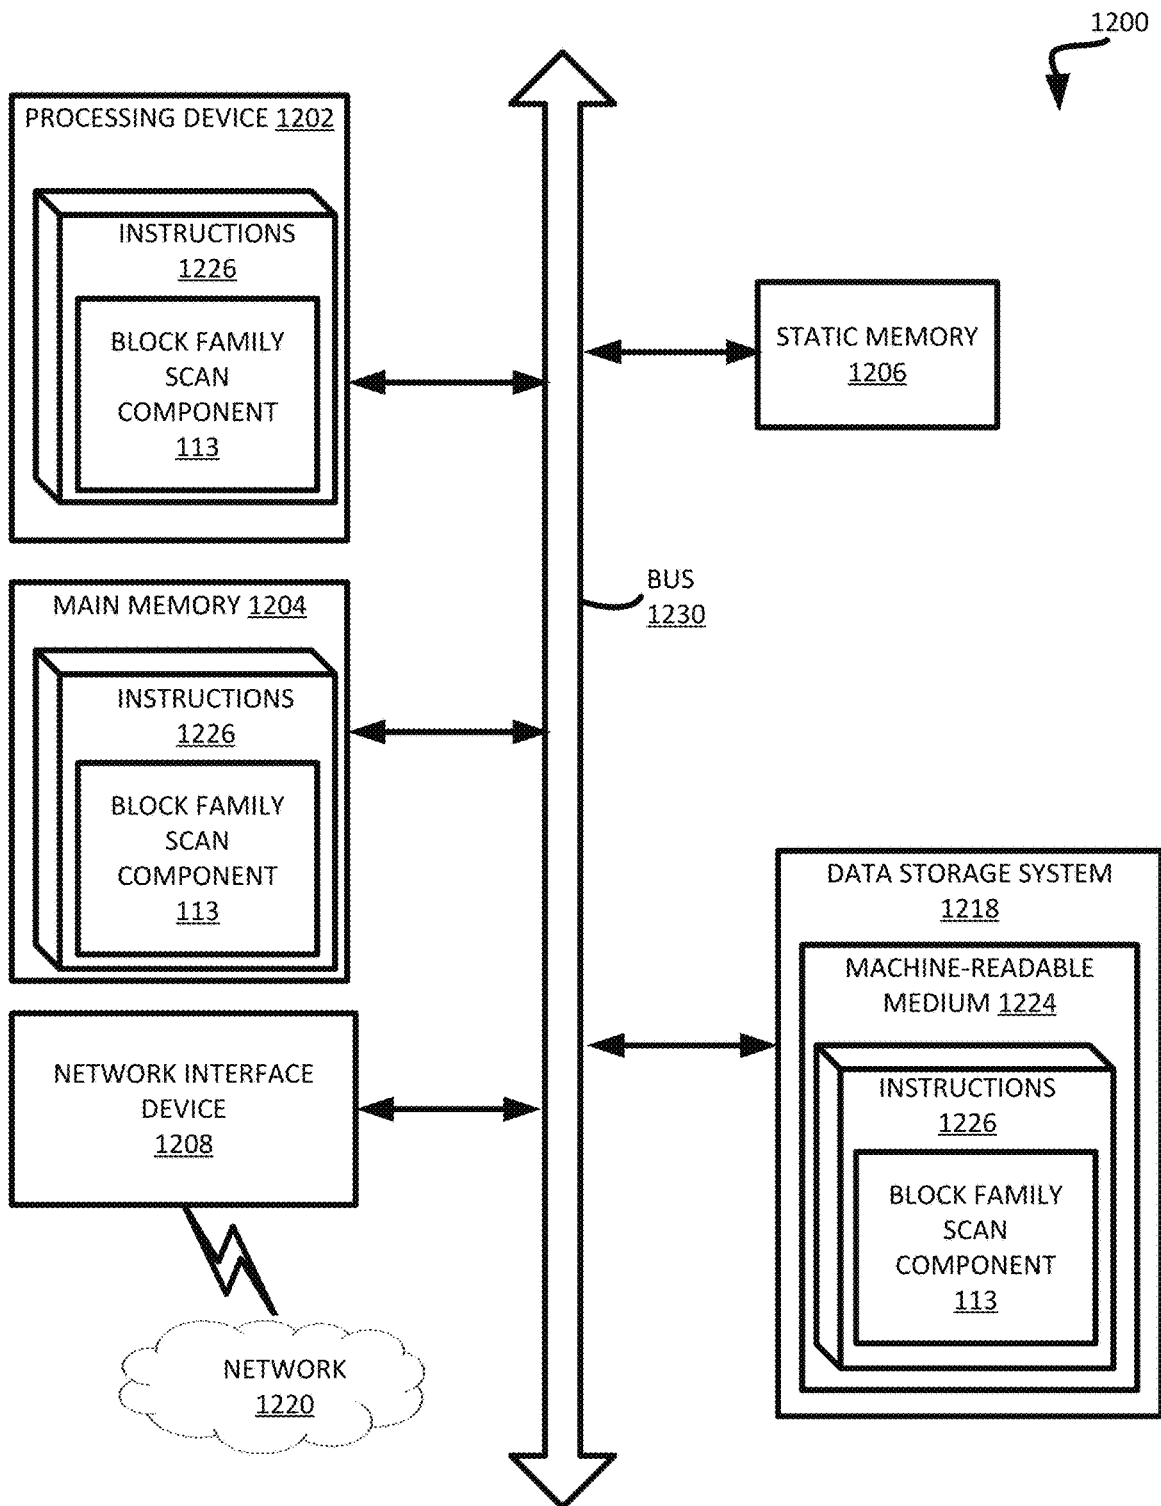 1200
PROCESSING DEVICE 1202
INSTRUCTIONS
1226
BLOCK FAMILY
SCAN
COMPONENT
113
STATIC MEMORY
1206
BUS
1230
MAIN MEMORY 1204
INSTRUCTIONS
1226
BLOCK FAMILY
SCAN
COMPONENT
113
DATA STORAGE SYSTEM
1218
MACHINE-READABLE
MEDIUM 1224
INSTRUCTIONS
1226
BLOCK FAMILY
SCAN
COMPONENT
113
NETWORK INTERFACE
DEVICE
1208
NETWORK
1220